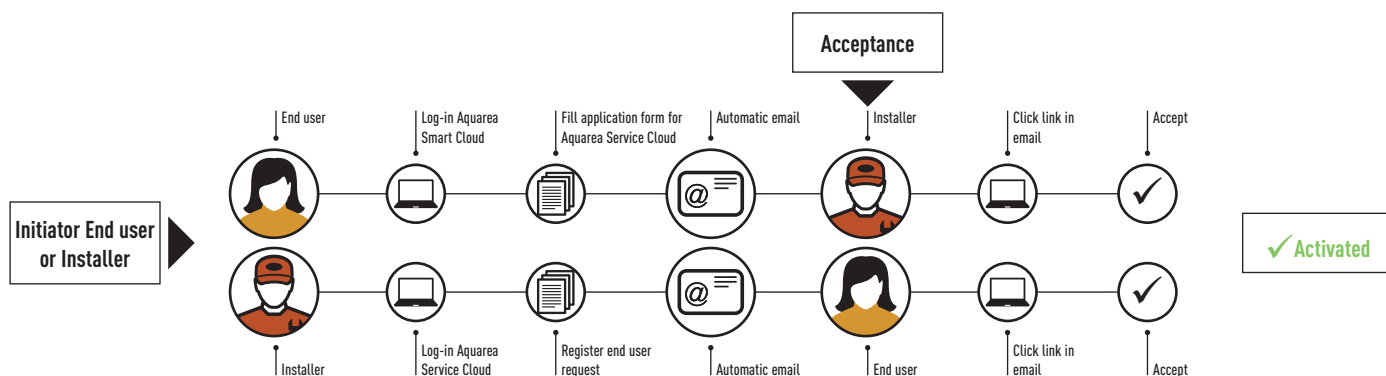 Acceptance
End user
Log-in Aquarea
Smart Cloud
Fill application form for
Aquarea Service Cloud
Automatic email
Installer
Click link in
email
Accept
@
Initiator End user
or Installer
Activated
@
Installer
Log-in Aquarea
Service Cloud
Register end user
request
Automatic email
End user
Click link in
email
Accept